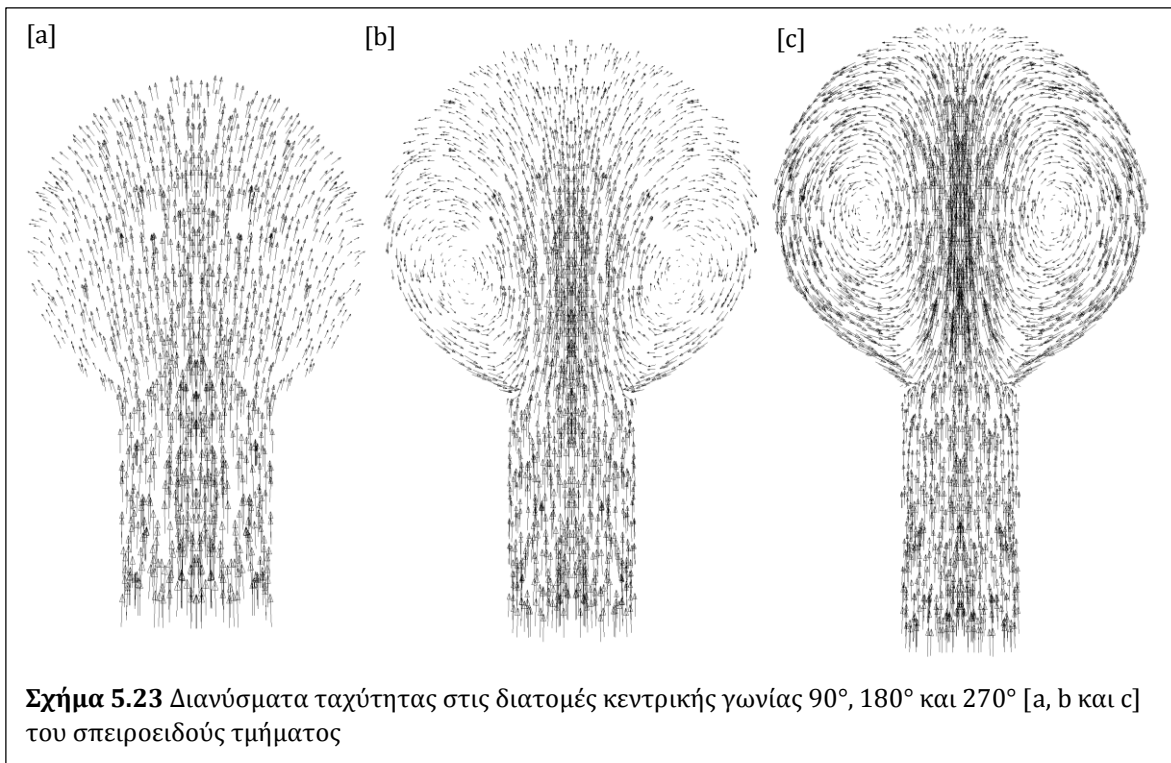 [a]
[b]
[c]
Σχήμα 5.23 Διανύσματα ταχύτητας στις διατομές κεντρικής γωνίας 90°, 180° και 270° [a, b και c]
του σπειροειδούς τμήματος